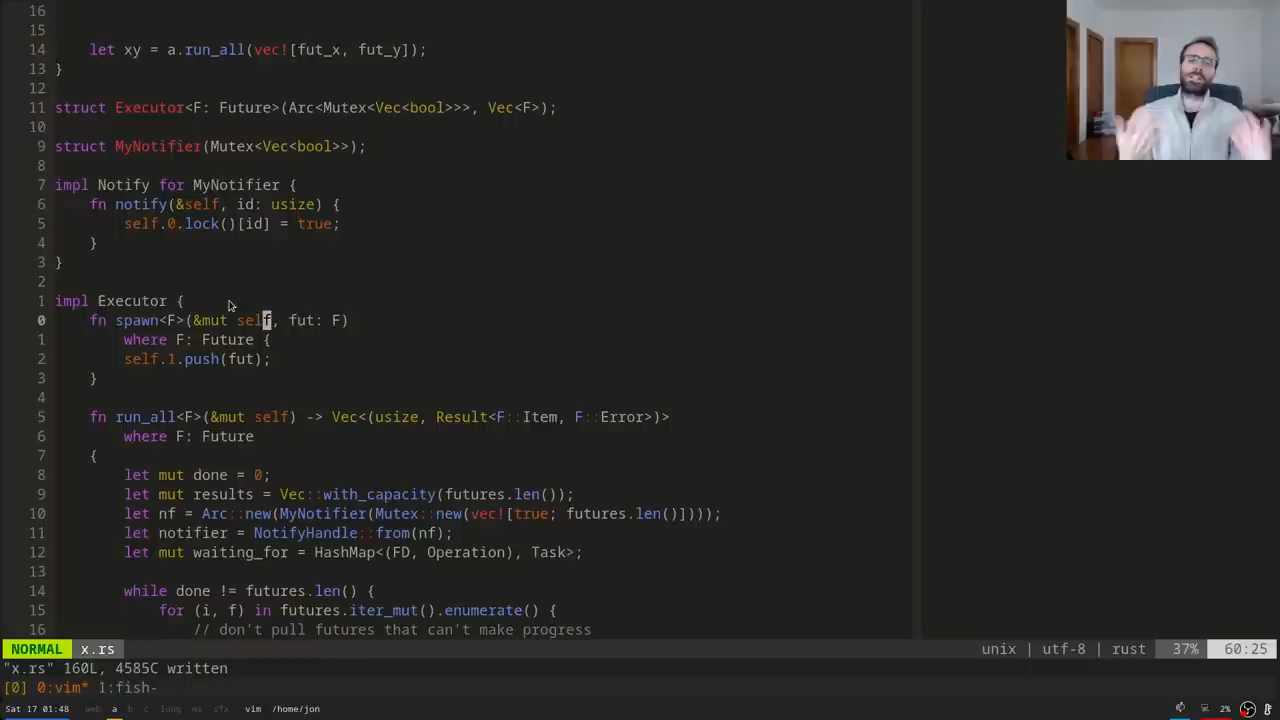 16
15
14     let xy = a.run_all(vec![fut_x, fut_y]);
13 }
12
11 struct Executor<F: Future>(Arc<Mutex<Vec<bool>>>, Vec<F>);
10
9 struct MyNotifier(Mutex<Vec<bool>>);
8
7 impl Notify for MyNotifier {
6     fn notify(&self, id: usize) {
5         self.0.lock()[id] = true;
4     }
3 }
2
1 impl Executor {
0     fn spawn<F>(&mut self, fut: F)
1         where F: Future {
2         self.1.push(fut);
3     }
4
5     fn run_all<F>(&mut self) -> Vec<(usize, Result<F::Item, F::Error>)>
6         where F: Future
7     {
8         let mut done = 0;
9         let mut results = Vec::with_capacity(futures.len());
10         let nf = Arc::new(MyNotifier(Mutex::new(vec![true; futures.len()])));
11         let notifier = NotifyHandle::from(nf);
12         let mut waiting_for = HashMap<(FD, Operation), Task>;
13
14         while done != futures.len() {
15             for (i, f) in futures.iter_mut().enumerate() {
16                 // don't pull futures that can't make progress
NORMAL x.rs unix | utf-8 | rust 37% 60:25
"x.rs" 160L, 4585C written
[0] 0:vim* 1:fish-
Sat 17 01:48 web a b c lung mx sfx vim /home/jon 2%